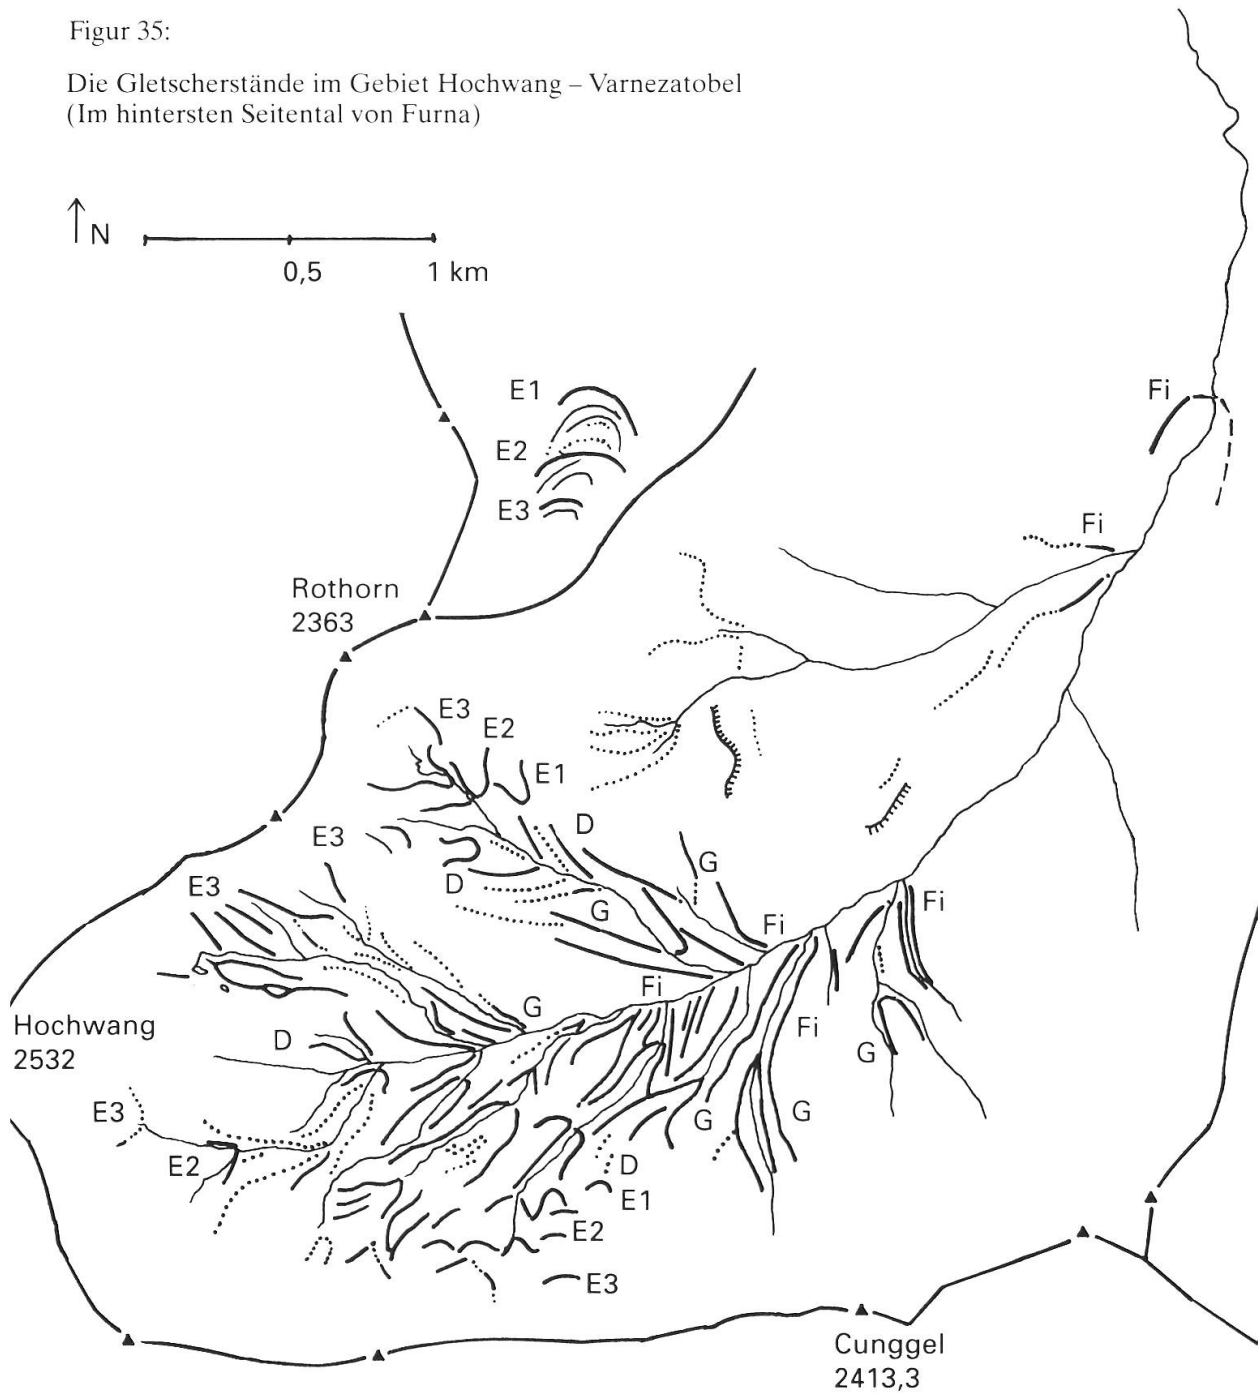 Figur 35:
Die Gletscherstände im Gebiet Hochwang – Varnezatobel
(Im hintersten Seitental von Furna)
N
0,5
1 km
E1
Fi
E2
E3
Fi
Rothorn
2363
E3
E2
E1
D
E3
G
E3
D
G
Fi
Fi
Fi
G
Hochwang
2532
Fi
D
G
E3
G
G
E2
D
E1
E2
E3
Cunggel
2413,3